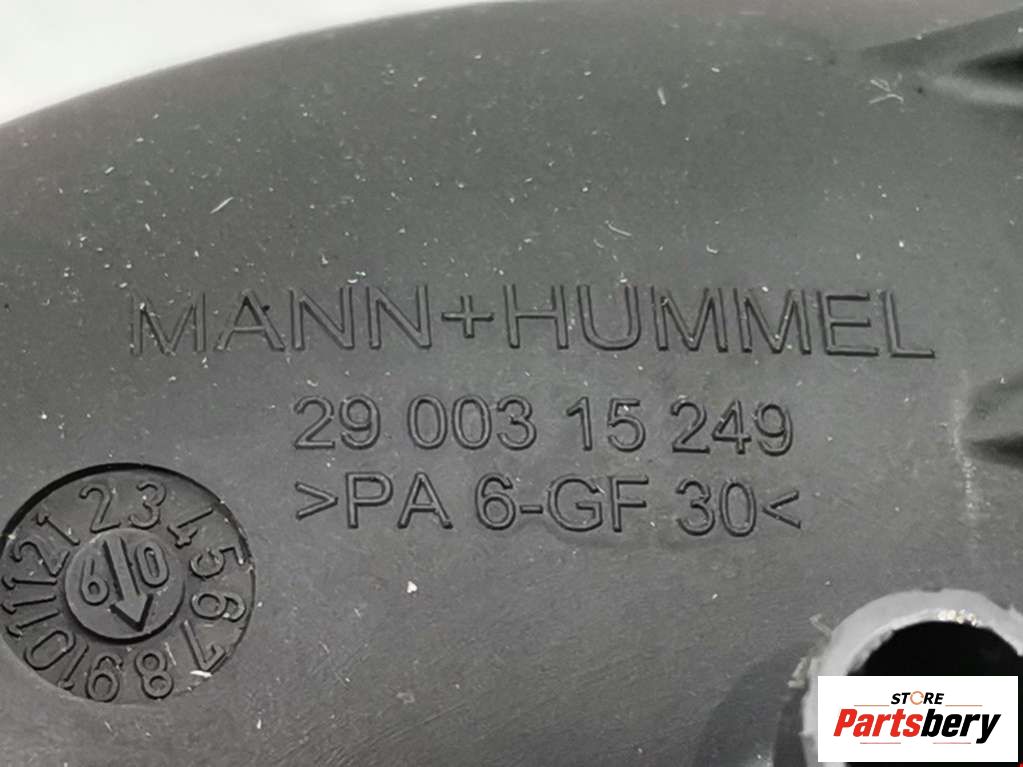 MANN+HUMMEL
29 003 15 249
>PA 6-GF 30<
1 2 3 4 5 6 7 8 9 10 11 12
6 0
STORE
Partsbery